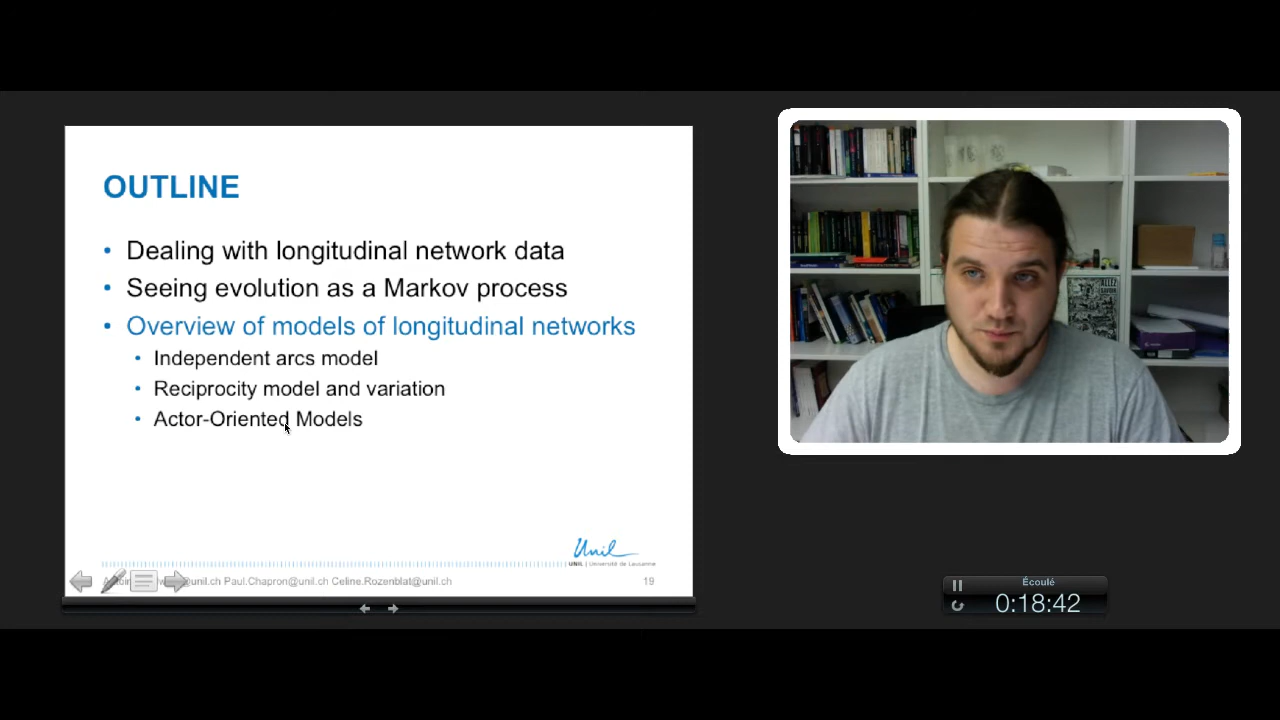 OUTLINE
• Dealing with longitudinal network data
• Seeing evolution as a Markov process
• Overview of models of longitudinal networks
• Independent arcs model
• Reciprocity model and variation
• Actor-Oriented Models
Unil
UNIL | Université de Lausanne
@unil.ch Paul.Chapron@unil.ch Celine.Rozenblat@unil.ch
19
ALLEZ
Écoulé
0:18:42